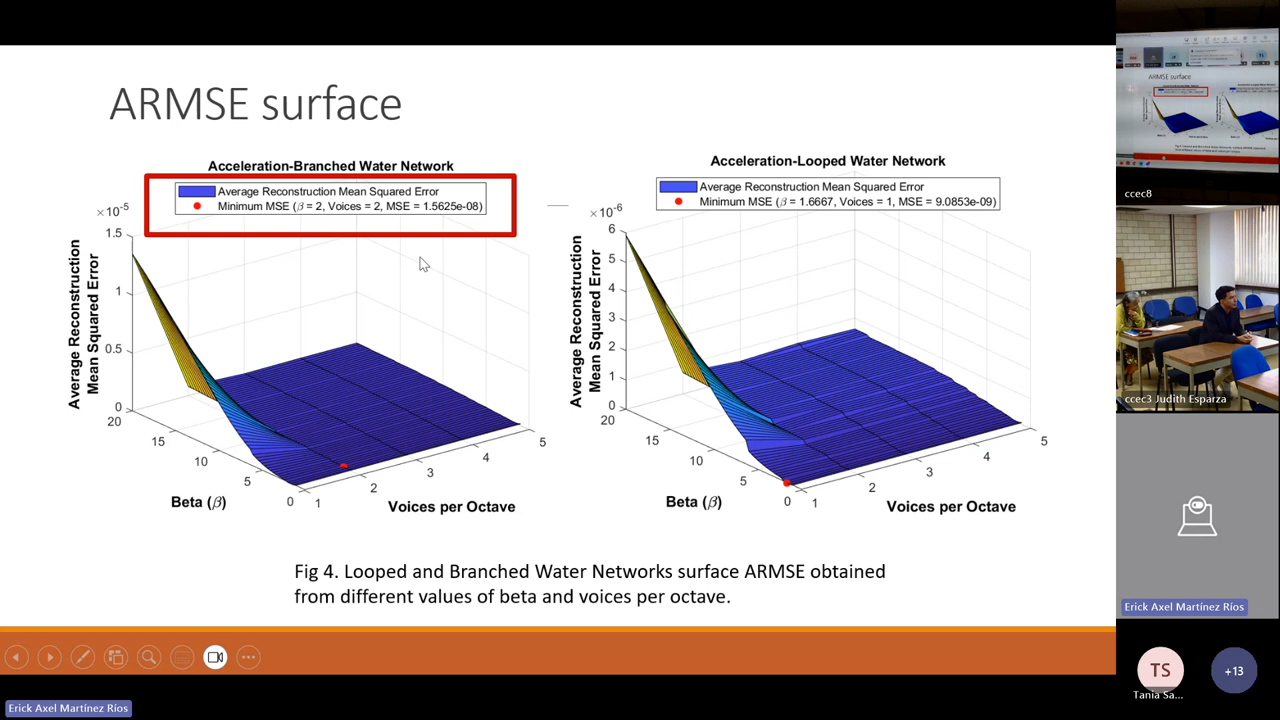 ARMSE surface
Acceleration-Branched Water Network
Average Reconstruction Mean Squared Error
Minimum MSE (β = 2, Voices = 2, MSE = 1.5625e-08)
×10⁻⁵
1.5
1
0.5
0
Average Reconstruction
Mean Squared Error
20
15
10
5
0
Beta (β)
1
2
3
4
5
Voices per Octave
Acceleration-Looped Water Network
Average Reconstruction Mean Squared Error
Minimum MSE (β = 1.6667, Voices = 1, MSE = 9.0853e-09)
×10⁻⁶
6
5
4
3
2
1
0
Average Reconstruction
Mean Squared Error
20
15
10
5
0
Beta (β)
1
2
3
4
5
Voices per Octave
Fig 4. Looped and Branched Water Networks surface ARMSE obtained
from different values of beta and voices per octave.
Erick Axel Martínez Ríos
ARMSE surface
ccec8
ccec3 Judith Esparza
Erick Axel Martínez Ríos
TS
Tania Sa...
+13